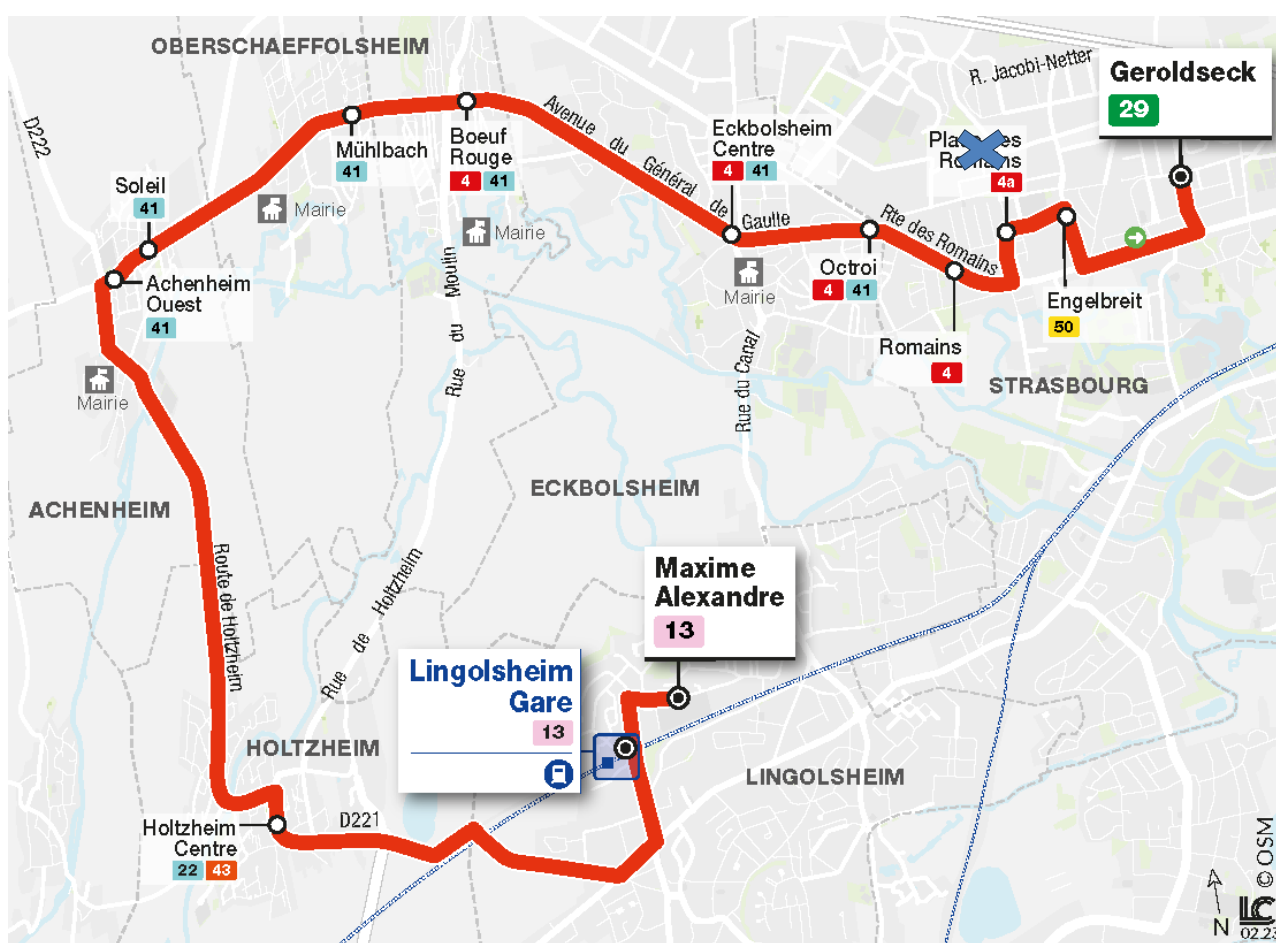 OBERSCHAEFFOLSHEIM
R. Jacobi-Netter
Geroldseck
29
D222
Avenue du Général de Gaulle
Mühlbach
41
Boeuf
Rouge
4 41
Eckbolsheim
Centre
4 41
4a
Soleil
41
Mairie
Mairie
Rte des Romains
Achenheim
Ouest
41
Octroi
4 41
Mairie
Engelbreit
50
Romains
4
Rue du Moulin
Rue du Canal
Mairie
STRASBOURG
ECKBOLSHEIM
ACHENHEIM
Route de Holtzheim
Rue de Holtzheim
Maxime
Alexandre
13
Lingolsheim
Gare
13
HOLTZHEIM
LINGOLSHEIM
D221
Holtzheim
Centre
22 43
N
© OSM
LC
02.23